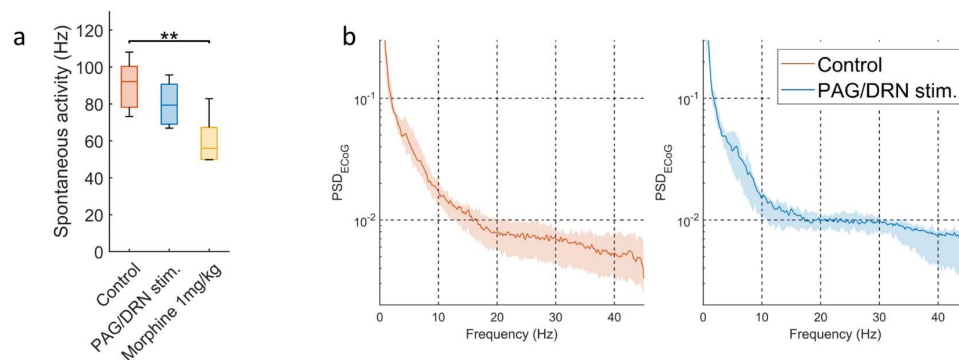 a
Spontaneous activity (Hz)
120
100
80
60
40
20
0
**
Control
PAG/DRN stim.
Morphine 1mg/kg
b
PSD_ECoG
10^-1
10^-2
0
10
20
30
40
Frequency (Hz)
PSD_ECoG
10^-1
10^-2
0
10
20
30
40
Frequency (Hz)
Control
PAG/DRN stim.